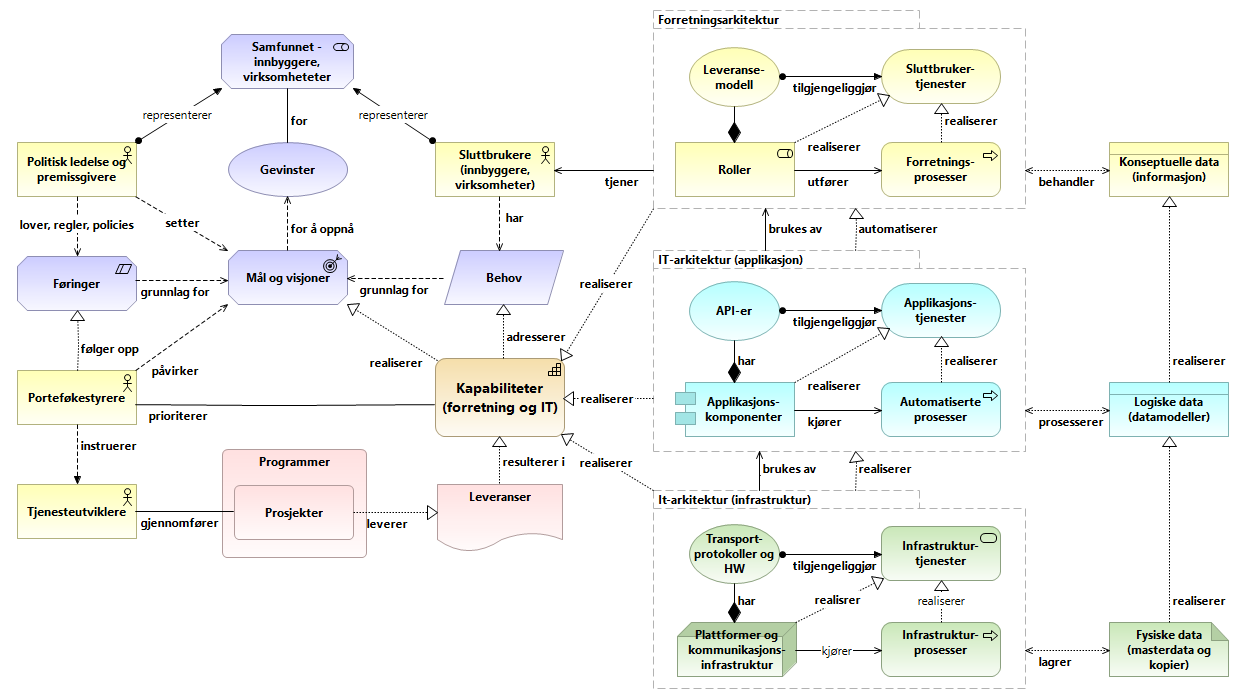 Forretningsarkitektur
Samfunnet -
innbyggere,
virksomheteter
Leveranse-
modell
tilgjengeliggjør
Sluttbruker-
tjenester
representerer
for
representerer
realiserer
realiserer
Politisk ledelse og
premissgivere
Gevinster
Sluttbrukere
(innbyggere,
virksomheter)
tjener
Roller
utfører
Forretnings-
prosesser
behandler
Konseptuelle data
(informasjon)
lover, regler, policies
setter
for å oppnå
har
brukes av
automatiserer
IT-arkitektur (applikasjon)
Føringer
grunnlag for
Mål og visjoner
grunnlag for
Behov
realiserer
API-er
tilgjengeliggjør
Applikasjons-
tjenester
følger opp
påvirker
realiserer
adresserer
har
realiserer
realiserer
realiserer
Porteføkestyrere
prioriterer
Kapabiliteter
(forretning og IT)
realiserer
Applikasjons-
komponenter
kjører
Automatiserte
prosesser
prosesserer
Logiske data
(datamodeller)
instruerer
Programmer
resulterer i
realiserer
brukes av
realiserer
It-arkitektur (infrastruktur)
Tjenesteutviklere
gjennomfører
Prosjekter
leverer
Leveranser
Transport-
protokoller og
HW
tilgjengeliggjør
Infrastruktur-
tjenester
har
realisrer
realiserer
realiserer
Plattformer og
kommunikasjons-
infrastruktur
kjører
Infrastruktur-
prosesser
lagrer
Fysiske data
(masterdata og
kopier)